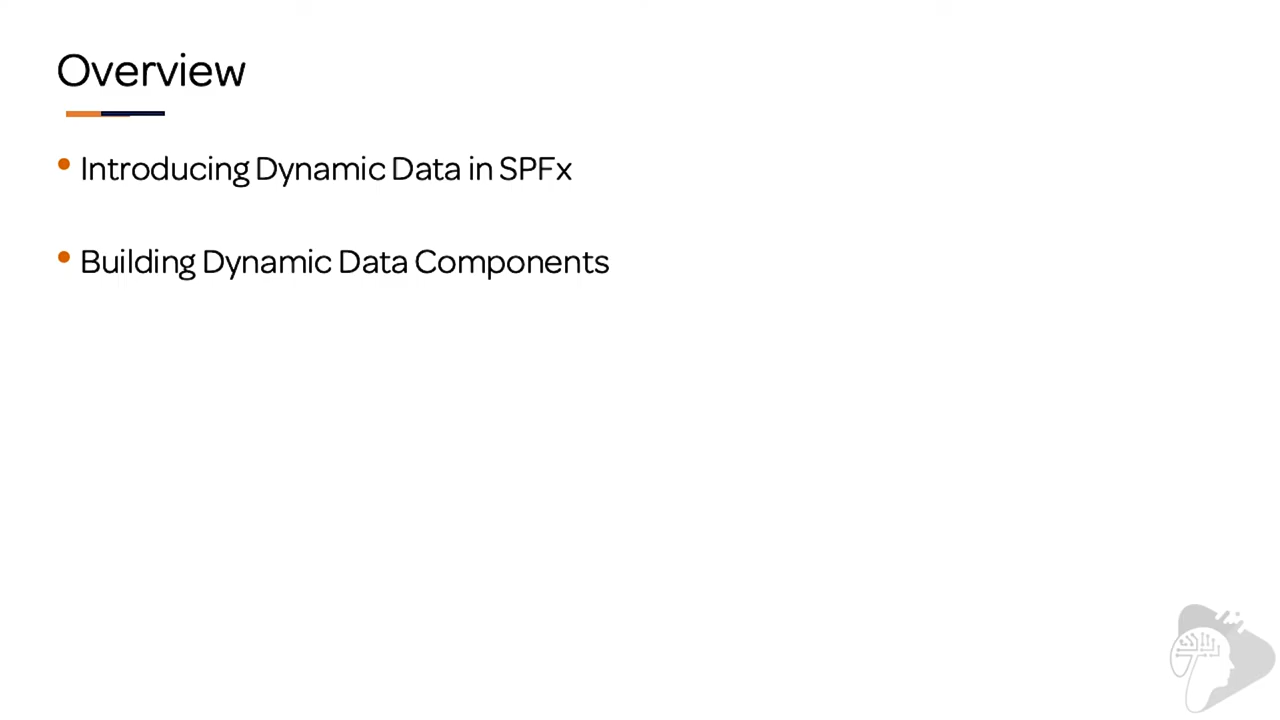 Overview
• Introducing Dynamic Data in SPFx
• Building Dynamic Data Components